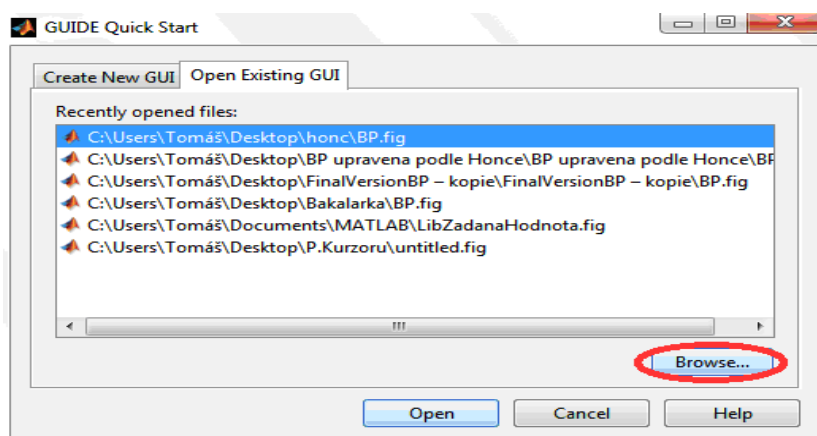 GUIDE Quick Start
Create New GUI Open Existing GUI
Recently opened files:
C:\Users\Tomáš\Desktop\honc\BP.fig
C:\Users\Tomáš\Desktop\BP upravena podle Honce\BP upravena podle Honce\BF
C:\Users\Tomáš\Desktop\FinalVersionBP – kopie\FinalVersionBP – kopie\BP.fig
C:\Users\Tomáš\Desktop\Bakalarka\BP.fig
C:\Users\Tomáš\Documents\MATLAB\LibZadanaHodnota.fig
C:\Users\Tomáš\Desktop\P.Kurzoru\untitled.fig
Browse...
Open Cancel Help